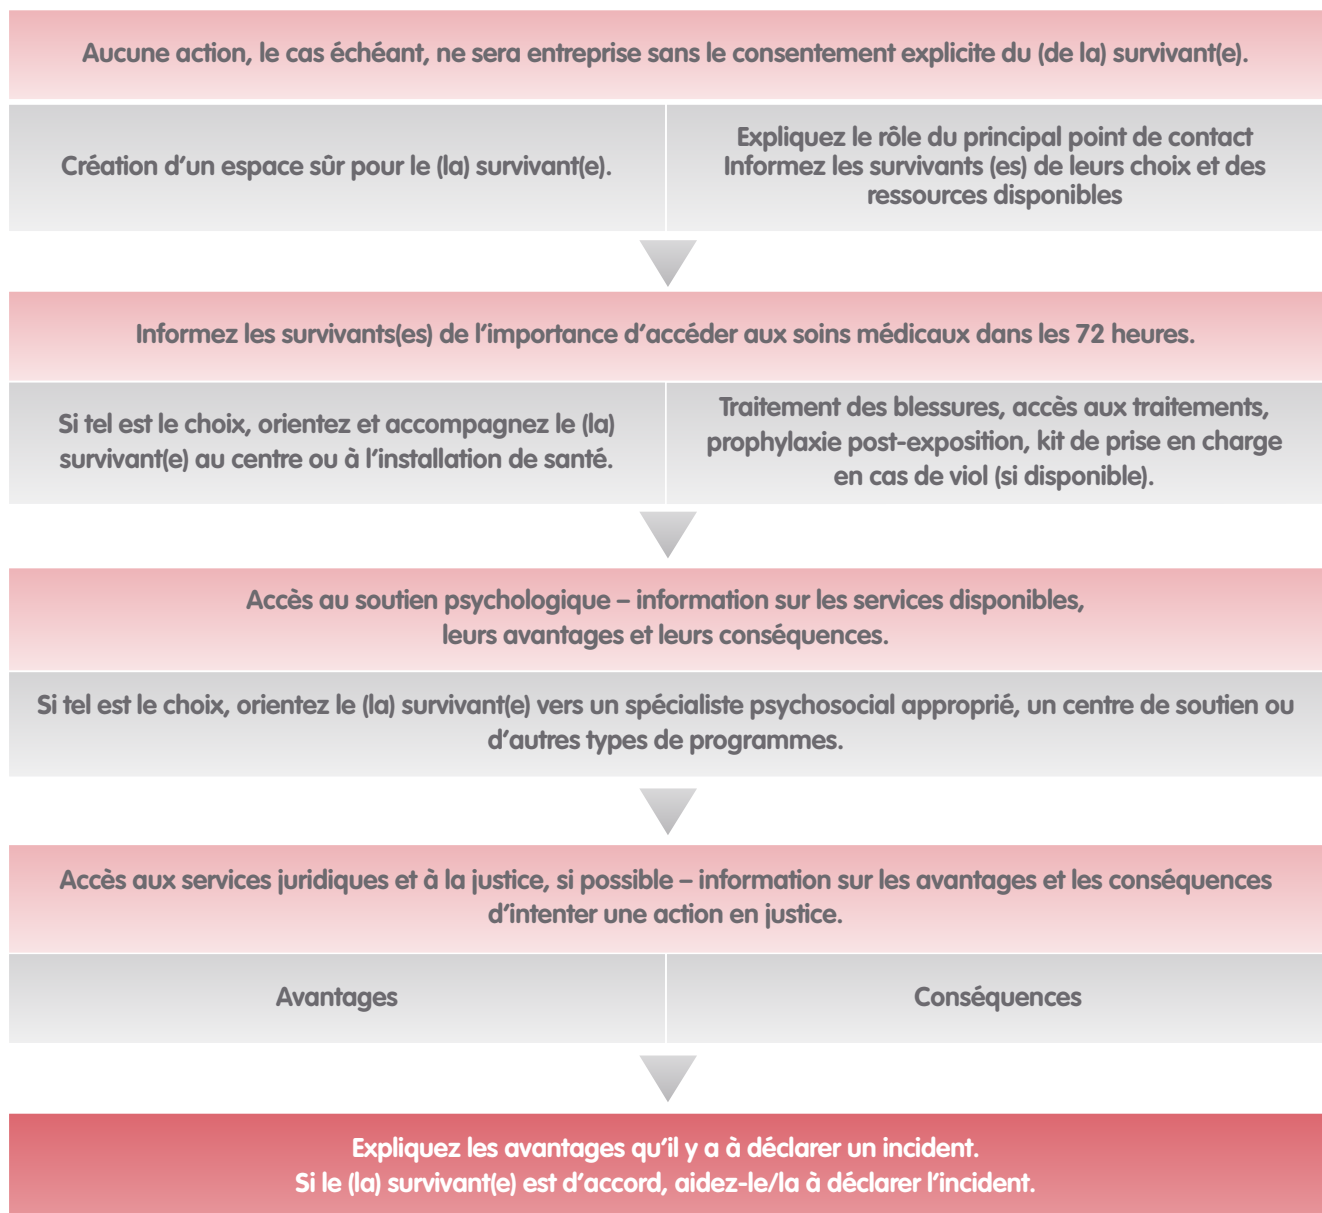 Aucune action, le cas échéant, ne sera entreprise sans le consentement explicite du (de la) survivant(e).
Création d'un espace sûr pour le (la) survivant(e).
Expliquez le rôle du principal point de contact
Informez les survivants (es) de leurs choix et des
ressources disponibles
Informez les survivants(es) de l'importance d'accéder aux soins médicaux dans les 72 heures.
Si tel est le choix, orientez et accompagnez le (la)
survivant(e) au centre ou à l'installation de santé.
Traitement des blessures, accès aux traitements,
prophylaxie post-exposition, kit de prise en charge
en cas de viol (si disponible).
Accès au soutien psychologique – information sur les services disponibles,
leurs avantages et leurs conséquences.
Si tel est le choix, orientez le (la) survivant(e) vers un spécialiste psychosocial approprié, un centre de soutien ou
d'autres types de programmes.
Accès aux services juridiques et à la justice, si possible – information sur les avantages et les conséquences
d'intenter une action en justice.
Avantages
Conséquences
Expliquez les avantages qu'il y a à déclarer un incident.
Si le (la) survivant(e) est d'accord, aidez-le/la à déclarer l'incident.